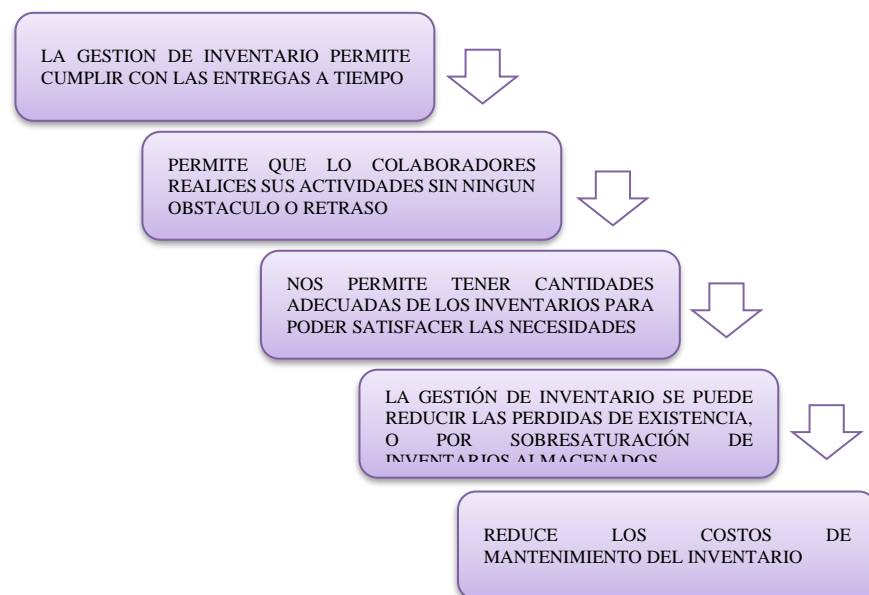 LA GESTION DE INVENTARIO PERMITE
CUMPLIR CON LAS ENTREGAS A TIEMPO
PERMITE QUE LO COLABORADORES
REALICES SUS ACTIVIDADES SIN NINGUN
OBSTACULO O RETRASO
NOS PERMITE TENER CANTIDADES
ADECUADAS DE LOS INVENTARIOS PARA
PODER SATISFACER LAS NECESIDADES
LA GESTIÓN DE INVENTARIO SE PUEDE
REDUCIR LAS PERDIDAS DE EXISTENCIA,
O POR SOBRESATURACIÓN DE
INVENTARIOS ALMACENADOS
REDUCE LOS COSTOS DE
MANTENIMIENTO DEL INVENTARIO